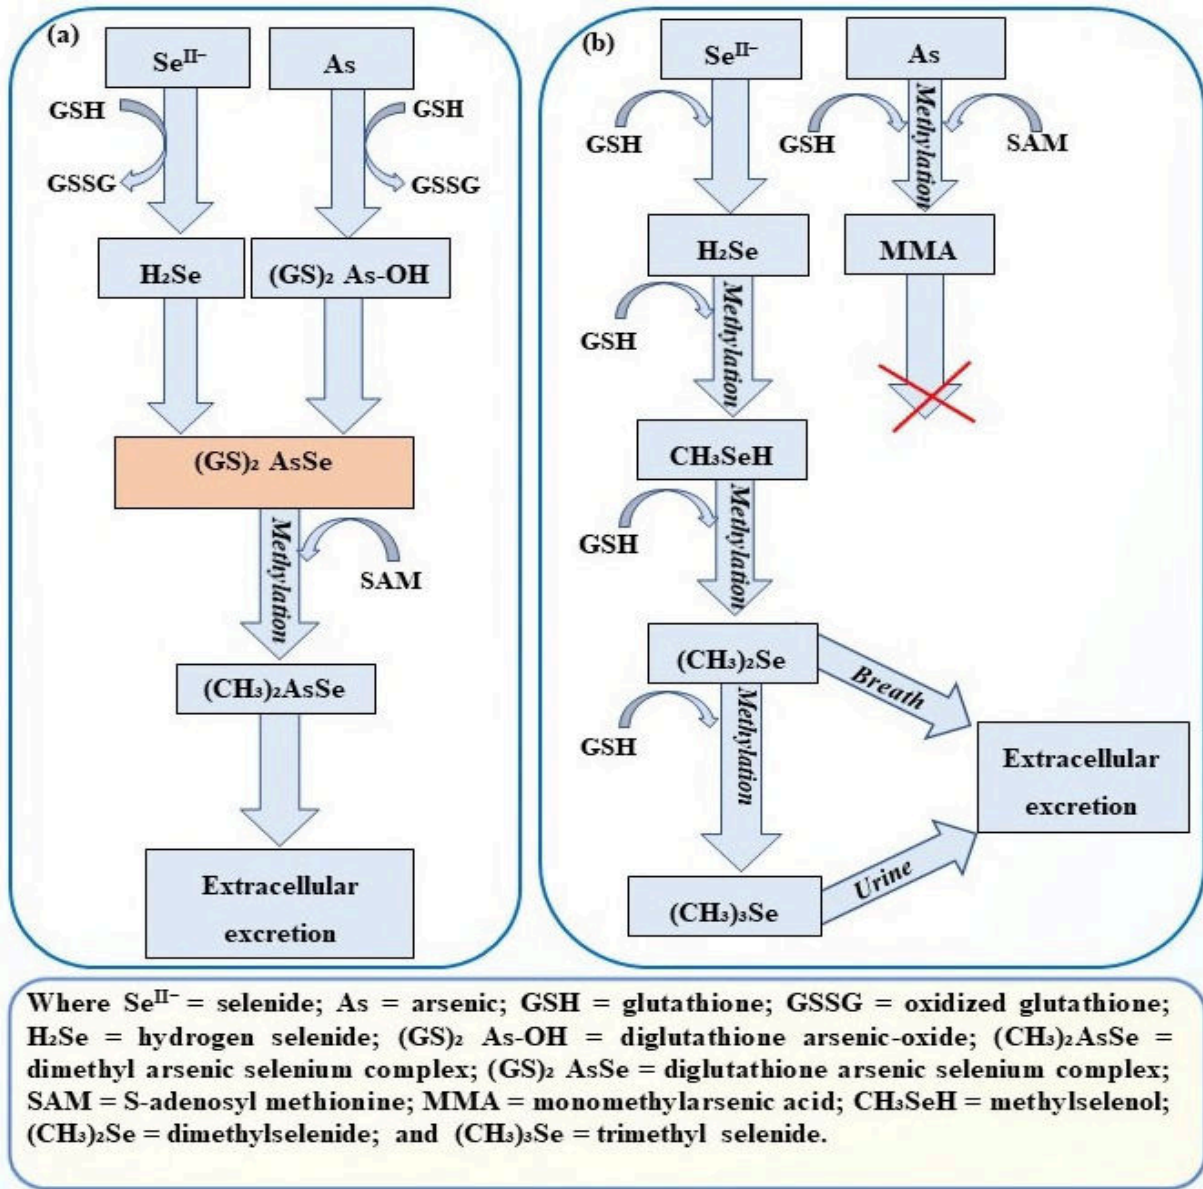 (a)
Se^II–
As
GSH
GSH
GSSG
GSSG
H₂Se
(GS)₂ As-OH
(GS)₂ AsSe
Methylation
SAM
(CH₃)₂AsSe
Extracellular
excretion
(b)
Se^II–
As
GSH
GSH
Methylation
SAM
H₂Se
MMA
GSH
Methylation
CH₃SeH
GSH
Methylation
(CH₃)₂Se
Breath
GSH
Methylation
Extracellular
excretion
Urine
(CH₃)₃Se
Where Se^II– = selenide; As = arsenic; GSH = glutathione; GSSG = oxidized glutathione;
H₂Se = hydrogen selenide; (GS)₂ As-OH = diglutathione arsenic-oxide; (CH₃)₂AsSe =
dimethyl arsenic selenium complex; (GS)₂ AsSe = diglutathione arsenic selenium complex;
SAM = S-adenosyl methionine; MMA = monomethylarsenic acid; CH₃SeH = methylselenol;
(CH₃)₂Se = dimethylselenide; and (CH₃)₃Se = trimethyl selenide.